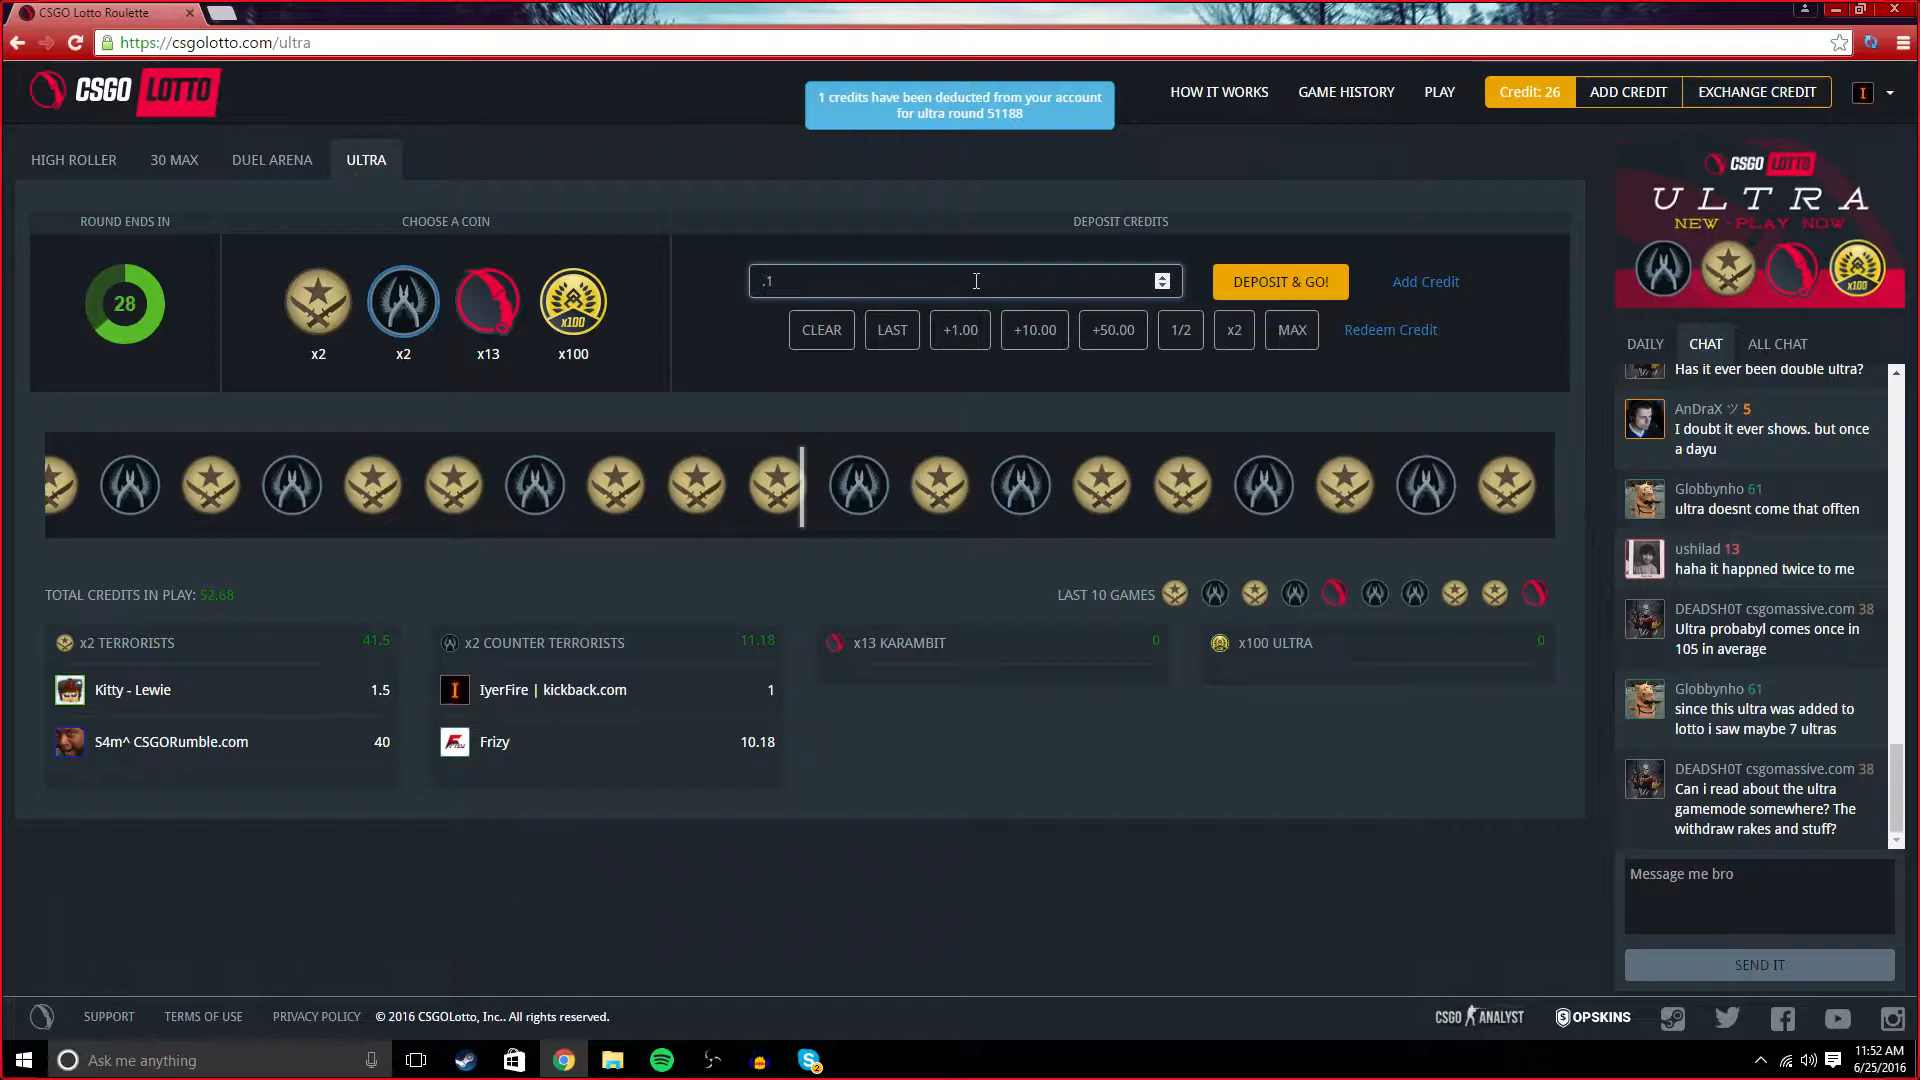 CSGO Lotto Roulette
https://csgolotto.com/ultra
CSGO LOTTO
1 credits have been deducted from your account
for ultra round 51188
HOW IT WORKS
GAME HISTORY
PLAY
Credit: 26
ADD CREDIT
EXCHANGE CREDIT
I
HIGH ROLLER
30 MAX
DUEL ARENA
ULTRA
ROUND ENDS IN
28
CHOOSE A COIN
x100
x2
x2
x13
x100
DEPOSIT CREDITS
.1
DEPOSIT & GO!
Add Credit
CLEAR
LAST
+1.00
+10.00
+50.00
1/2
x2
MAX
Redeem Credit
TOTAL CREDITS IN PLAY: 52.68
LAST 10 GAMES
x2 TERRORISTS
41.5
Kitty - Lewie
1.5
S4m^ CSGORumble.com
40
x2 COUNTER TERRORISTS
11.18
I
IyerFire | kickback.com
1
Frizy
10.18
x13 KARAMBIT
0
x100 ULTRA
0
CSGO LOTTO
ULTRA
NEW - PLAY NOW
x100
DAILY
CHAT
ALL CHAT
Has it ever been double ultra?
AnDraX ツ 5
I doubt it ever shows. but once
a dayu
Globbynho 61
ultra doesnt come that offten
ushilad 13
haha it happned twice to me
DEADSH0T csgomassive.com 38
Ultra probabyl comes once in
105 in average
Globbynho 61
since this ultra was added to
lotto i saw maybe 7 ultras
DEADSH0T csgomassive.com 38
Can i read about the ultra
gamemode somewhere? The
withdraw rakes and stuff?
Message me bro
SEND IT
SUPPORT
TERMS OF USE
PRIVACY POLICY
© 2016 CSGOLotto, Inc.. All rights reserved.
CSGO ANALYST
OPSKINS
Ask me anything
2
11:52 AM
6/25/2016